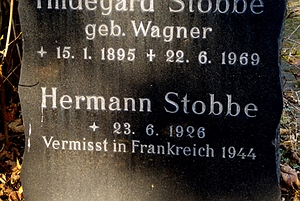 Hildegard Stobbe
geb. Wagner
✦ 15. 1. 1895 ✝ 22. 6. 1969
Hermann Stobbe
✦ 23. 6. 1926
Vermisst in Frankreich 1944